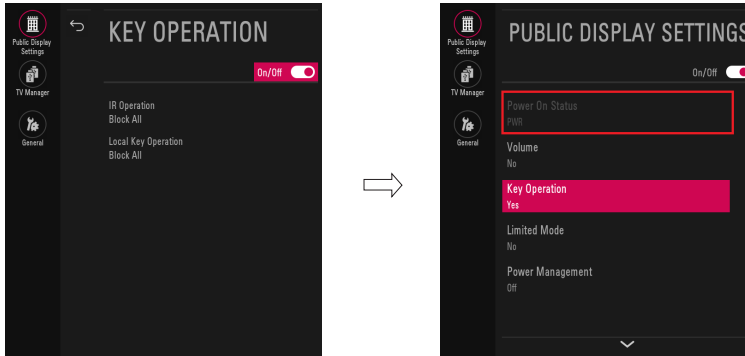 Public Display
Settings
TV Manager
General
KEY OPERATION
On/Off
IR Operation
Block All
Local Key Operation
Block All
Public Display
Settings
TV Manager
General
PUBLIC DISPLAY SETTINGS
On/Off
Power On Status
PWR
Volume
No
Key Operation
Yes
Limited Mode
No
Power Management
Off